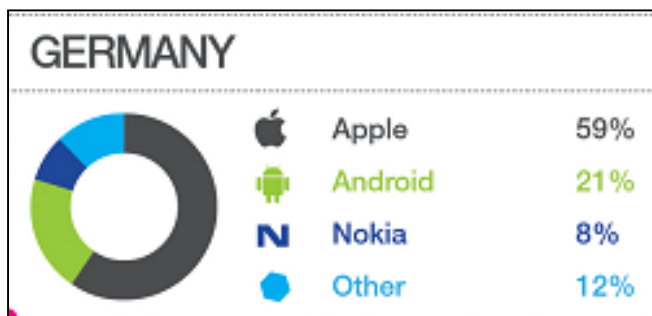 GERMANY
Apple 59%
Android 21%
Nokia 8%
Other 12%